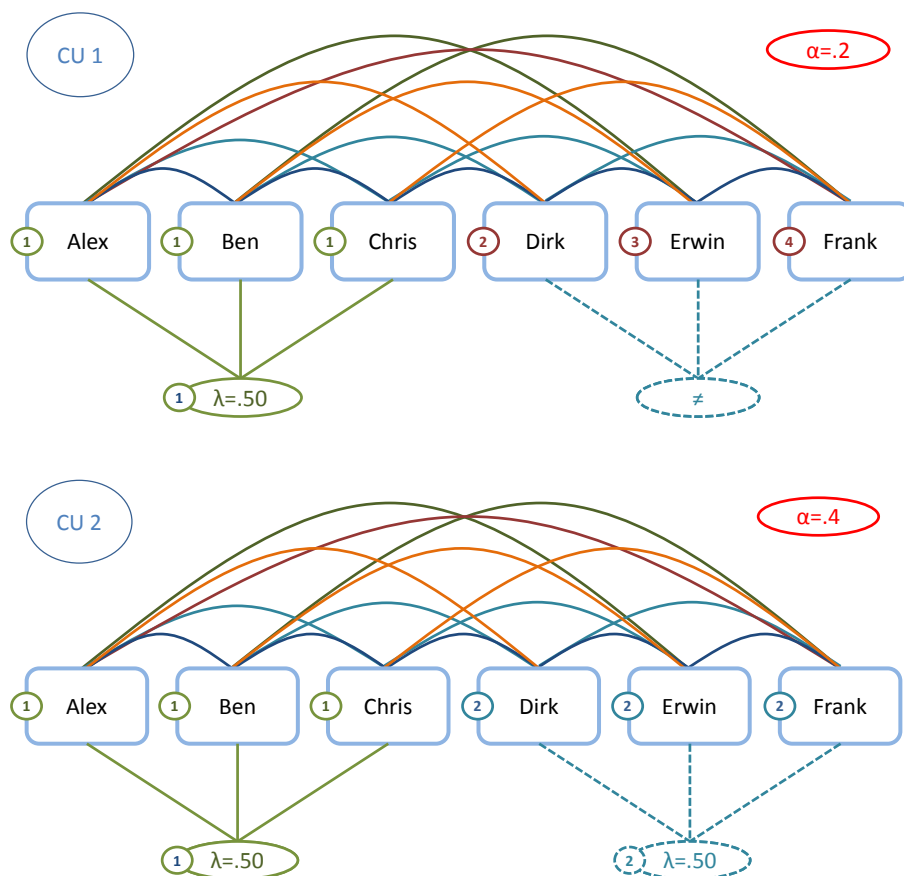 CU 1
α=.2
1 Alex 1 Ben 1 Chris 2 Dirk 3 Erwin 4 Frank
1 λ=.50 ≠
CU 2
α=.4
1 Alex 1 Ben 1 Chris 2 Dirk 2 Erwin 2 Frank
1 λ=.50 2 λ=.50